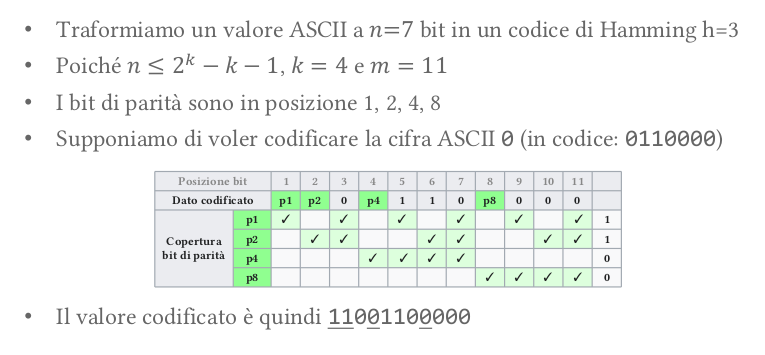 • Traformiamo un valore ASCII a n=7 bit in un codice di Hamming h=3
• Poiché n ≤ 2^k − k − 1, k = 4 e m = 11
• I bit di parità sono in posizione 1, 2, 4, 8
• Supponiamo di voler codificare la cifra ASCII 0 (in codice: 0110000)
Posizione bit 1 2 3 4 5 6 7 8 9 10 11
Dato codificato p1 p2 0 p4 1 1 0 p8 0 0 0
Copertura bit di parità
p1 ✓ ✓ ✓ ✓ ✓ ✓ 1
p2 ✓ ✓ ✓ ✓ ✓ ✓ 1
p4 ✓ ✓ ✓ ✓ 0
p8 ✓ ✓ ✓ ✓ 0
• Il valore codificato è quindi 11001100000